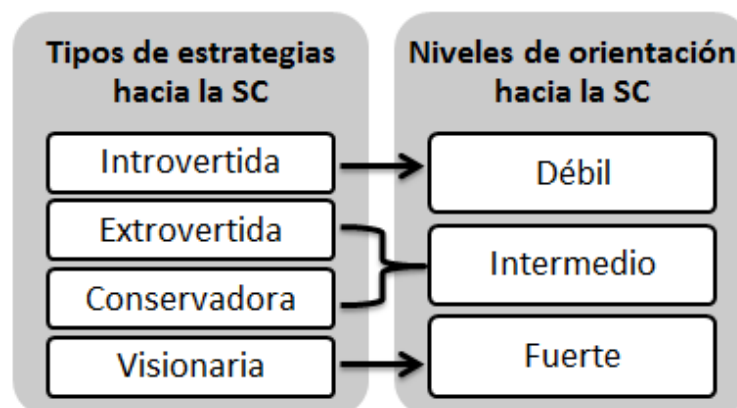 Tipos de estrategias
hacia la SC
Introvertida
Extrovertida
Conservadora
Visionaria
Niveles de orientación
hacia la SC
Débil
Intermedio
Fuerte